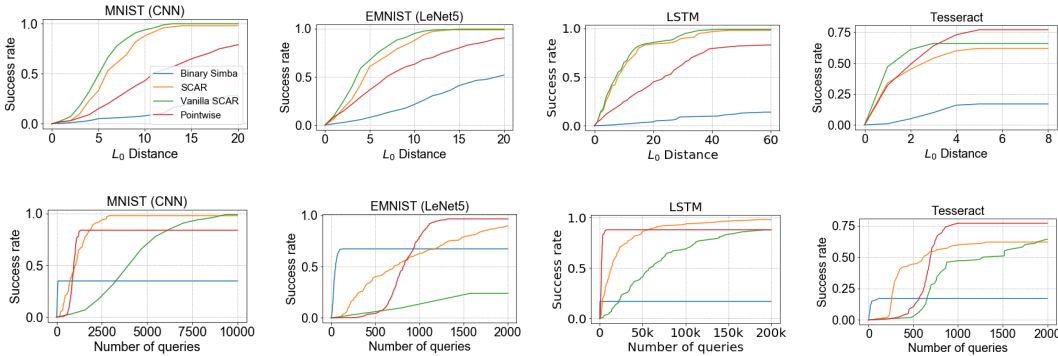 MNIST (CNN)
Success rate
1.0
0.5
0.0
0 5 10 15 20
L0 Distance
Binary Simba
SCAR
Vanilla SCAR
Pointwise
EMNIST (LeNet5)
Success rate
1.0
0.5
0.0
0 5 10 15 20
L0 Distance
LSTM
Success rate
1.0
0.5
0.0
0 20 40 60
L0 Distance
Tesseract
Success rate
0.75
0.50
0.25
0.00
0 2 4 6 8
L0 Distance
MNIST (CNN)
Success rate
1.0
0.5
0.0
0 2500 5000 7500 10000
Number of queries
EMNIST (LeNet5)
Success rate
1.0
0.5
0.0
0 500 1000 1500 2000
Number of queries
LSTM
Success rate
1.0
0.5
0.0
0 50k 100k 150k 200k
Number of queries
Tesseract
Success rate
0.75
0.50
0.25
0.00
0 500 1000 1500 2000
Number of queries